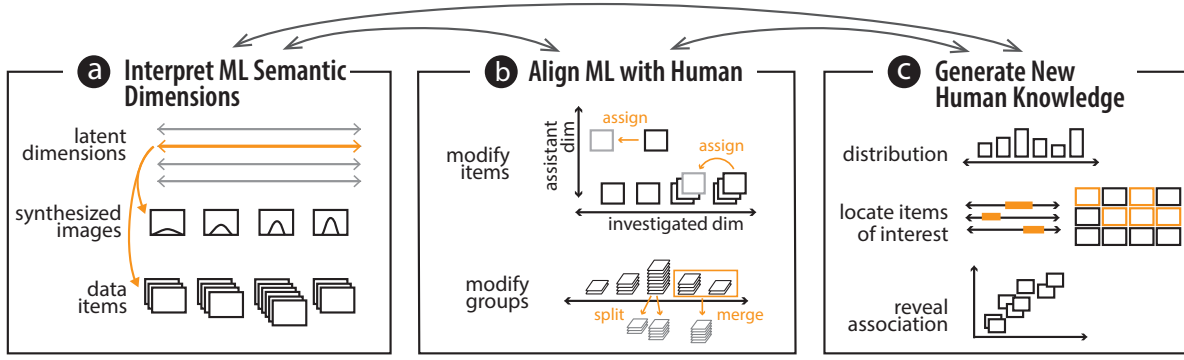 a Interpret ML Semantic
Dimensions
latent
dimensions
synthesized
images
data
items
b Align ML with Human
modify
items
assistant
dim
assign
assign
investigated dim
modify
groups
split
merge
c Generate New
Human Knowledge
distribution
locate items
of interest
reveal
association